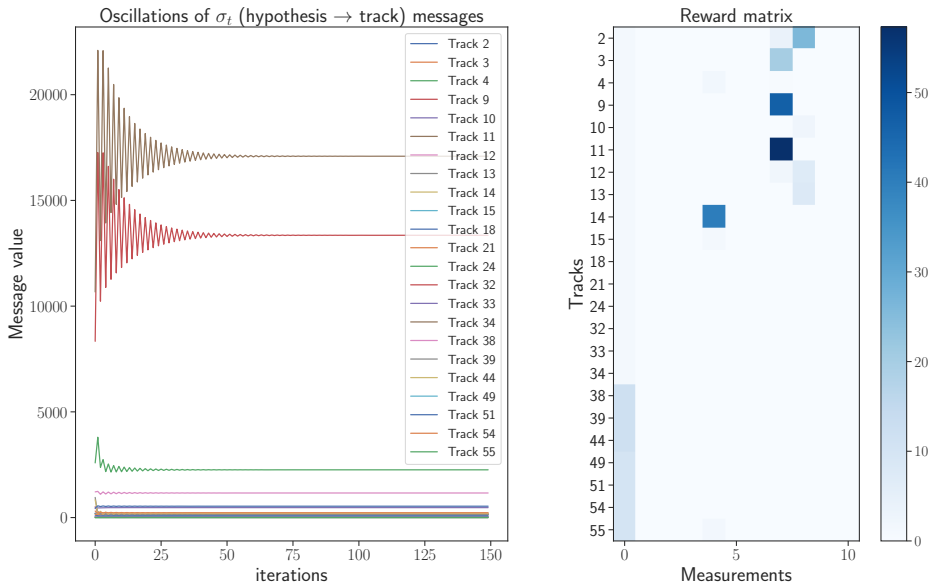 Oscillations of σt (hypothesis → track) messages
Message value
20000
15000
10000
5000
0
0
25
50
75
100
125
150
iterations
Track 2
Track 3
Track 4
Track 9
Track 10
Track 11
Track 12
Track 13
Track 14
Track 15
Track 18
Track 21
Track 24
Track 32
Track 33
Track 34
Track 38
Track 39
Track 44
Track 49
Track 51
Track 54
Track 55
Reward matrix
Tracks
2
3
4
9
10
11
12
13
14
15
18
21
24
32
33
34
38
39
44
49
51
54
55
0
5
10
Measurements
50
40
30
20
10
0